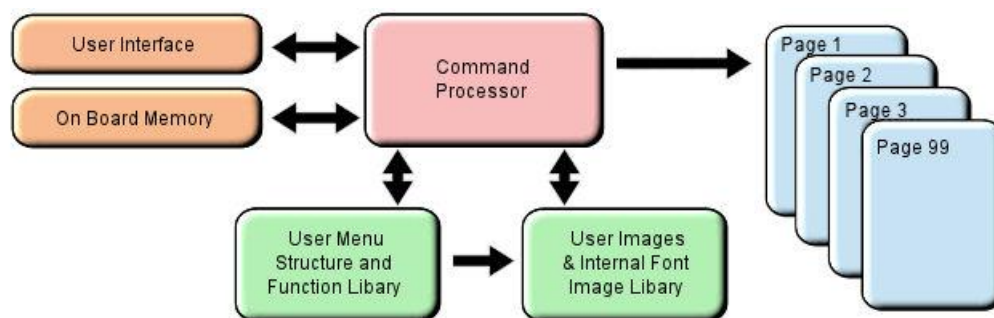 User Interface
On Board Memory
Command
Processor
User Menu
Structure and
Function Libary
User Images
& Internal Font
Image Libary
Page 1
Page 2
Page 3
Page 99